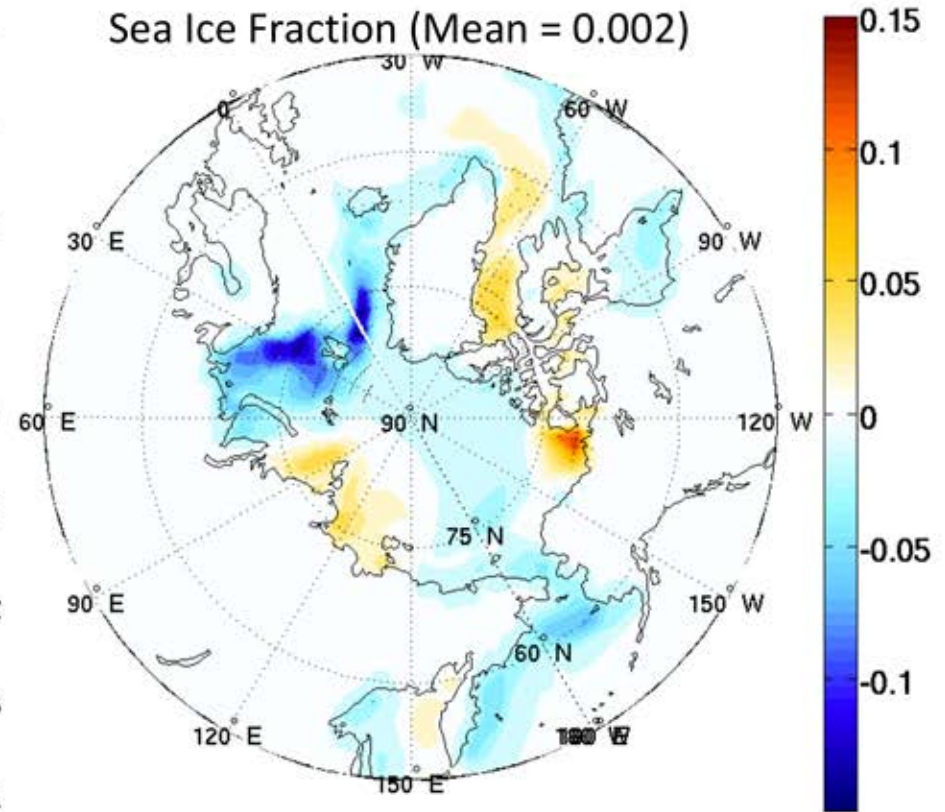 Sea Ice Fraction (Mean = 0.002)
0.15
30 W
0
60 W
0.1
30 E
90 W
0.05
60 E
90 N
120 W
0
75 N
-0.05
90 E
150 W
60 N
-0.1
120 E
150 E